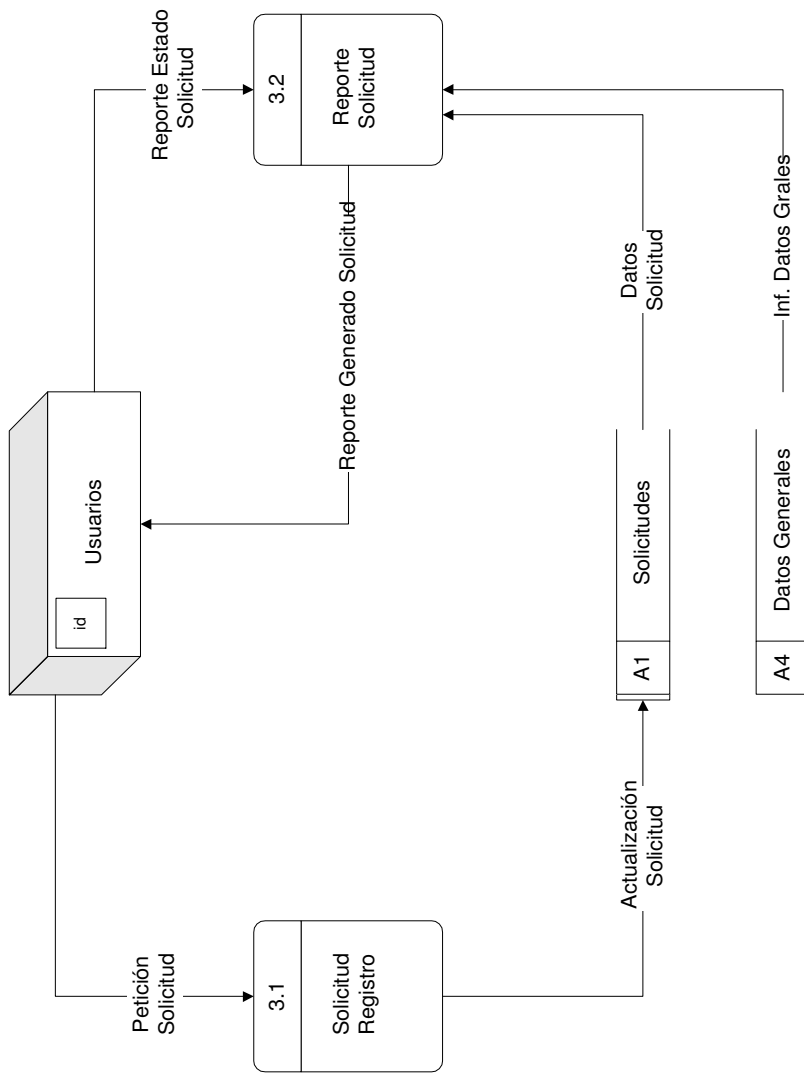 id
Usuarios
Petición
Solicitud
Reporte Estado
Solicitud
3.1
Solicitud
Registro
3.2
Reporte
Solicitud
Reporte Generado Solicitud
Actualización
Solicitud
A1
Solicitudes
Datos
Solicitud
A4
Datos Generales
Inf. Datos Grales